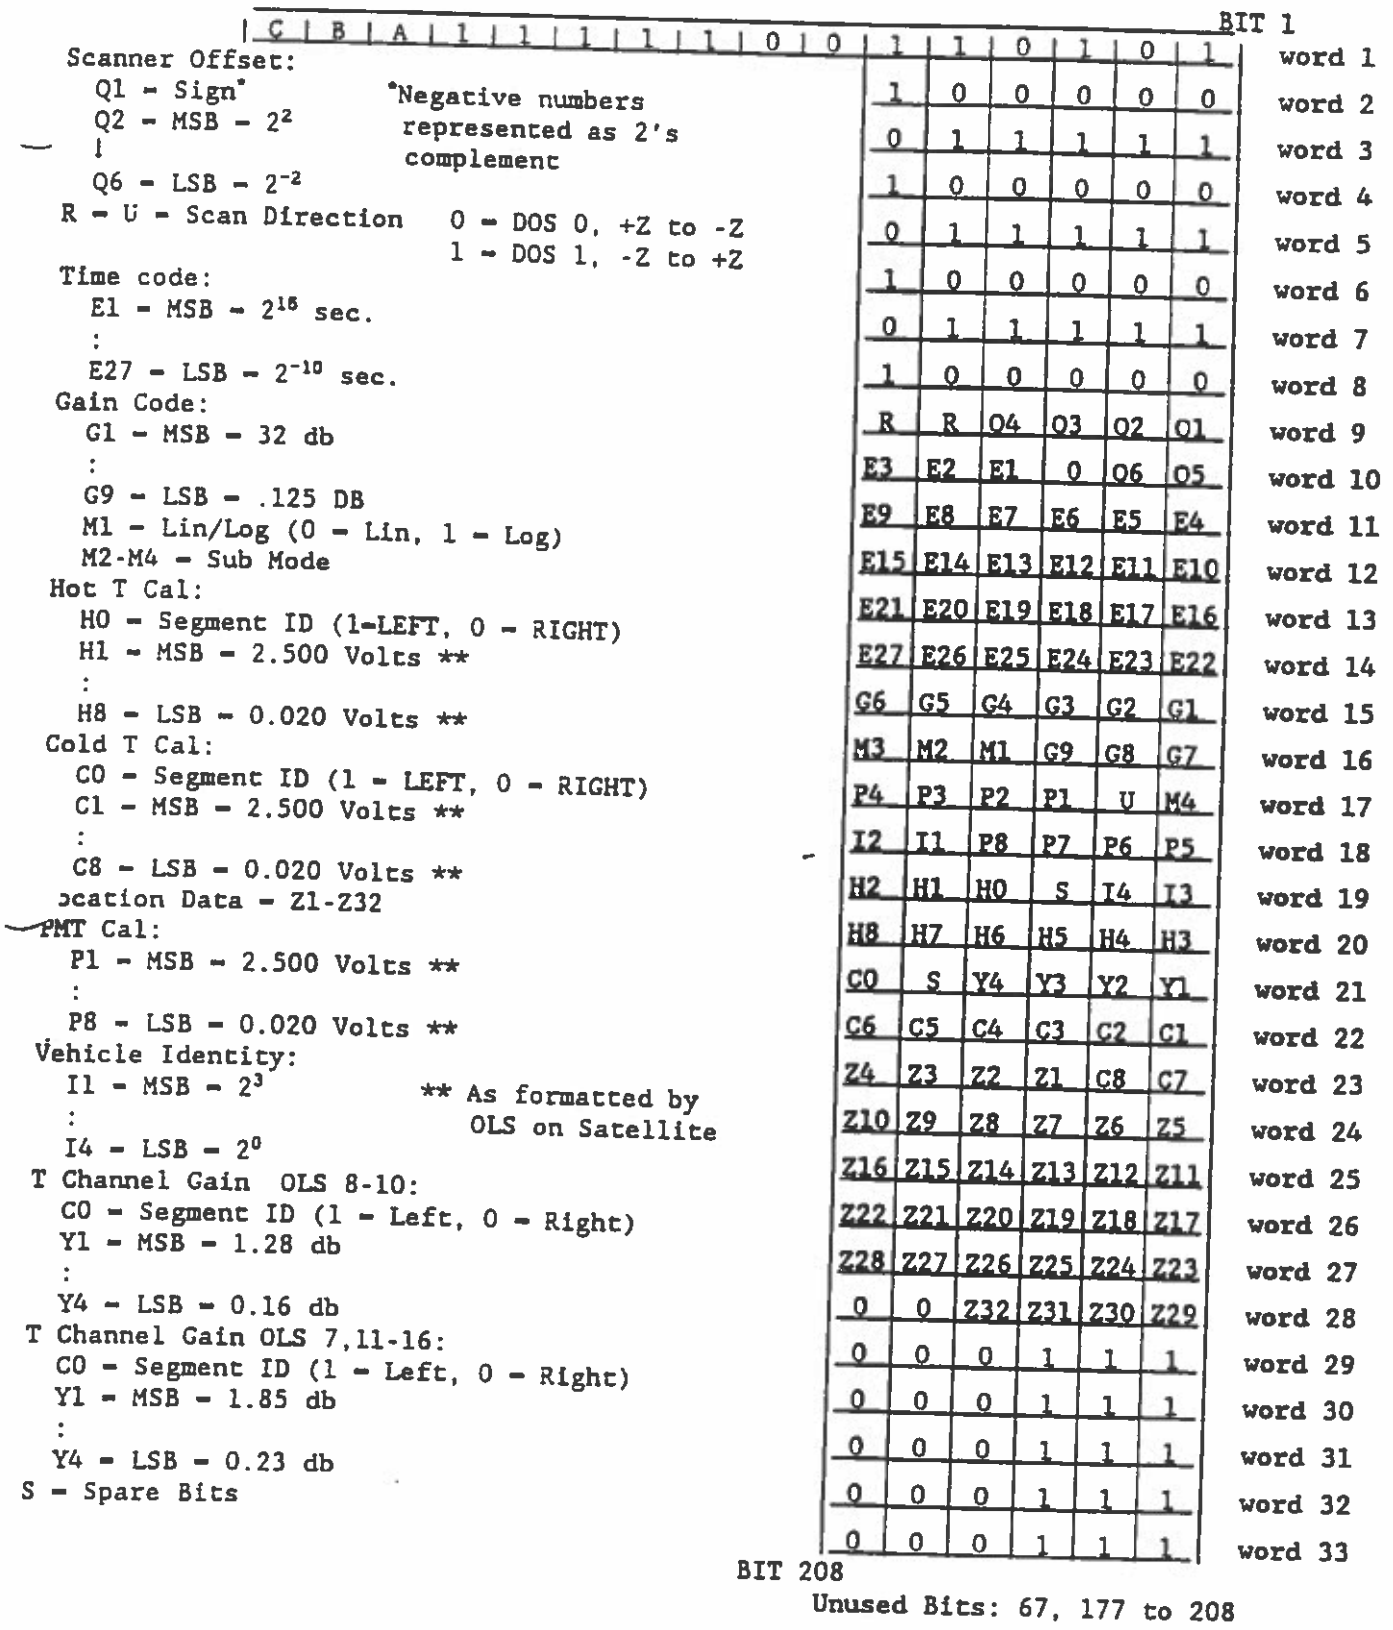 BIT 1
C B A 1 1 1 1 1 1 0 0 1 1 0 1 0 1 word 1
Scanner Offset:
Q1 - Sign*
*Negative numbers
1 0 0 0 0 0 word 2
Q2 - MSB - 2²
represented as 2's
0 1 1 1 1 1 word 3
↓
complement
Q6 - LSB - 2⁻²
1 0 0 0 0 0 word 4
R - U - Scan Direction 0 - DOS 0, +Z to -Z
0 1 1 1 1 1 word 5
1 - DOS 1, -Z to +Z
Time code:
1 0 0 0 0 0 word 6
E1 - MSB - 2¹⁶ sec.
:
0 1 1 1 1 1 word 7
E27 - LSB - 2⁻¹⁰ sec.
1 0 0 0 0 0 word 8
Gain Code:
G1 - MSB - 32 db
R R Q4 Q3 Q2 Q1 word 9
:
E3 E2 E1 0 Q6 Q5 word 10
G9 - LSB - .125 DB
M1 - Lin/Log (0 - Lin, 1 - Log)
E9 E8 E7 E6 E5 E4 word 11
M2-M4 - Sub Mode
E15 E14 E13 E12 E11 E10 word 12
Hot T Cal:
H0 - Segment ID (1-LEFT, 0 - RIGHT)
E21 E20 E19 E18 E17 E16 word 13
H1 - MSB - 2.500 Volts **
E27 E26 E25 E24 E23 E22 word 14
:
H8 - LSB - 0.020 Volts **
G6 G5 G4 G3 G2 G1 word 15
Cold T Cal:
M3 M2 M1 G9 G8 G7 word 16
C0 - Segment ID (1 - LEFT, 0 - RIGHT)
C1 - MSB - 2.500 Volts **
P4 P3 P2 P1 U M4 word 17
:
C8 - LSB - 0.020 Volts **
I2 I1 P8 P7 P6 P5 word 18
ocation Data - Z1-Z32
H2 H1 H0 S I4 I3 word 19
PMT Cal:
P1 - MSB - 2.500 Volts **
H8 H7 H6 H5 H4 H3 word 20
:
C0 S Y4 Y3 Y2 Y1 word 21
P8 - LSB - 0.020 Volts **
C6 C5 C4 C3 C2 C1 word 22
Vehicle Identity:
I1 - MSB - 2³
** As formatted by
Z4 Z3 Z2 Z1 C8 C7 word 23
:
OLS on Satellite
Z10 Z9 Z8 Z7 Z6 Z5 word 24
I4 - LSB - 2⁰
T Channel Gain OLS 8-10:
Z16 Z15 Z14 Z13 Z12 Z11 word 25
C0 - Segment ID (1 - Left, 0 - Right)
Z22 Z21 Z20 Z19 Z18 Z17 word 26
Y1 - MSB - 1.28 db
:
Z28 Z27 Z26 Z25 Z24 Z23 word 27
Y4 - LSB - 0.16 db
0 0 Z32 Z31 Z30 Z29 word 28
T Channel Gain OLS 7,11-16:
C0 - Segment ID (1 - Left, 0 - Right)
0 0 0 1 1 1 word 29
Y1 - MSB - 1.85 db
0 0 0 1 1 1 word 30
:
Y4 - LSB - 0.23 db
0 0 0 1 1 1 word 31
S - Spare Bits
0 0 0 1 1 1 word 32
0 0 0 1 1 1 word 33
BIT 208
Unused Bits: 67, 177 to 208